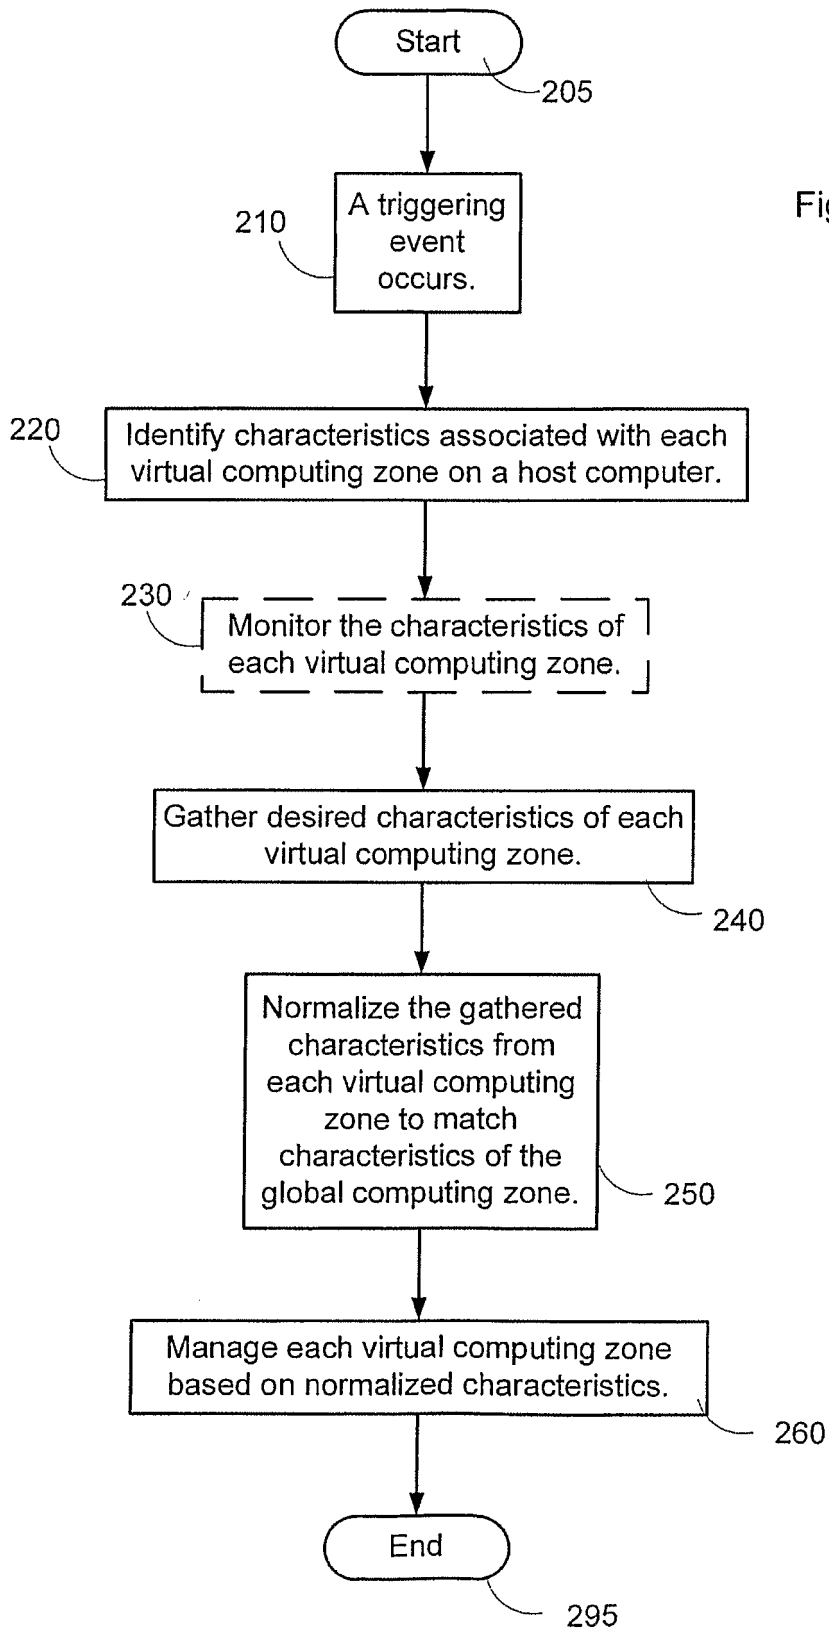 Start
205
A triggering
event
occurs.
210
Identify characteristics associated with each
virtual computing zone on a host computer.
220
230
Monitor the characteristics of
each virtual computing zone.
Gather desired characteristics of each
virtual computing zone.
240
Normalize the gathered
characteristics from
each virtual computing
zone to match
characteristics of the
global computing zone.
250
Manage each virtual computing zone
based on normalized characteristics.
260
End
295